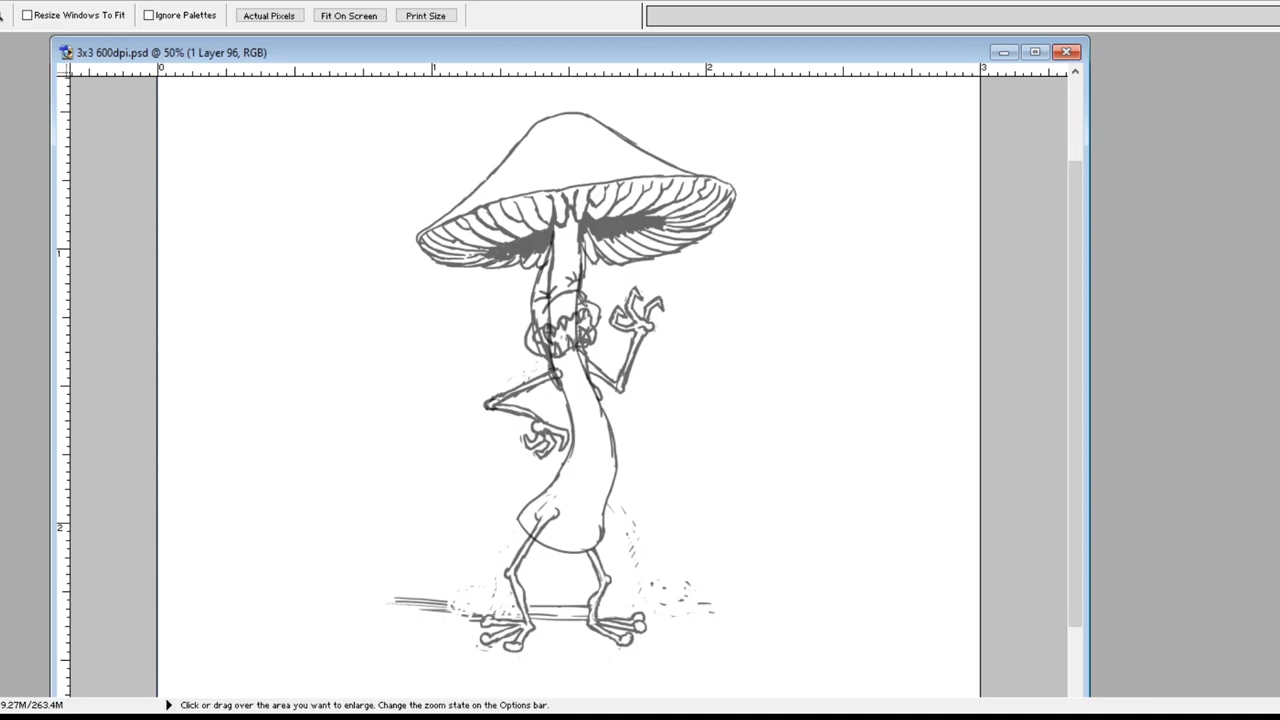 Resize Windows To Fit Ignore Palettes Actual Pixels Fit On Screen Print Size
3x3 600dpi.psd @ 50% (1 Layer 96, RGB)
0 1 2 3
1
2
9.27M/263.4M Click or drag over the area you want to enlarge. Change the zoom state on the Options bar.